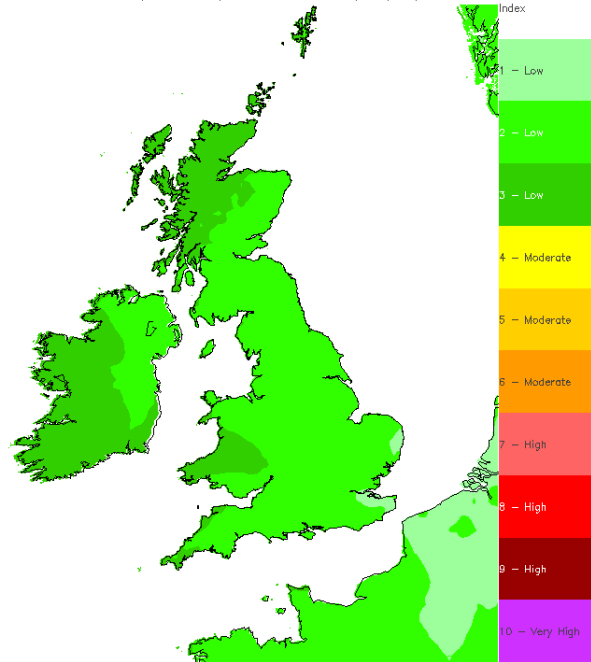 Index
1 - Low
2 - Low
3 - Low
4 - Moderate
5 - Moderate
6 - Moderate
7 - High
8 - High
9 - High
10 - Very High